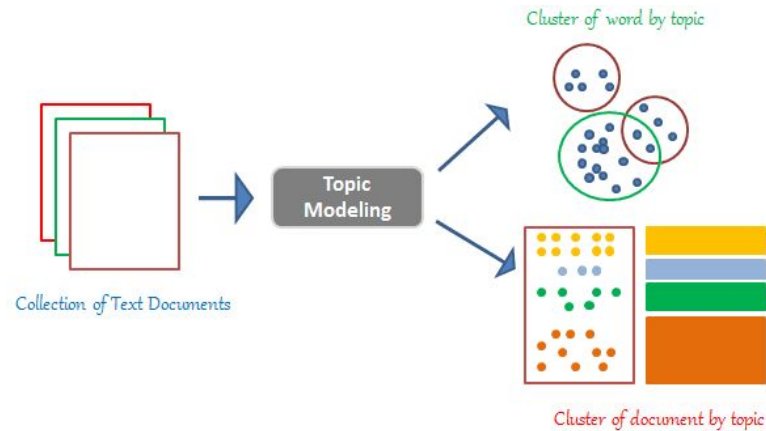 Cluster of word by topic
Topic
Modeling
Collection of Text Documents
Cluster of document by topic